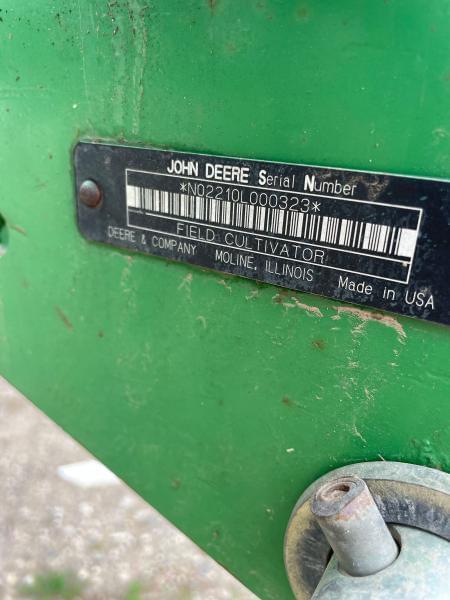 JOHN DEERE Serial Number
*N02210L000323*
FIELD CULTIVATOR
DEERE & COMPANY MOLINE, ILLINOIS Made in USA